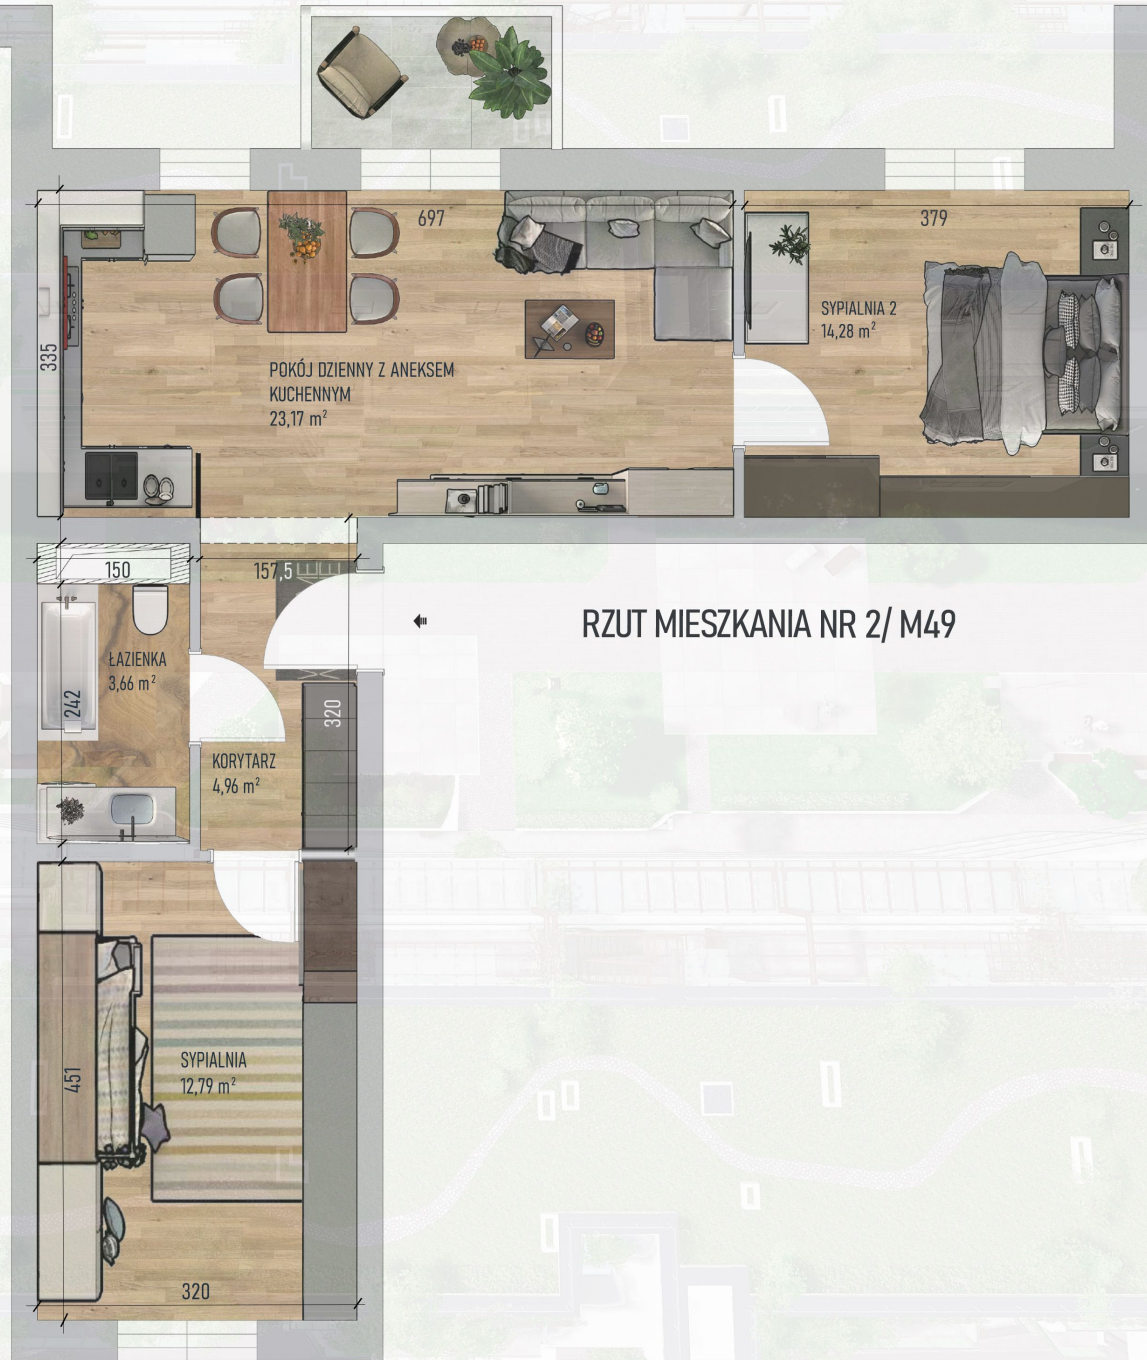 697
379
335
SYPIALNIA 2
14,28 m²
POKÓJ DZIENNY Z ANEKSEM
KUCHENNYM
23,17 m²
150
157,5
RZUT MIESZKANIA NR 2/ M49
ŁAZIENKA
3,66 m²
242
320
KORYTARZ
4,96 m²
SYPIALNIA
12,79 m²
451
320